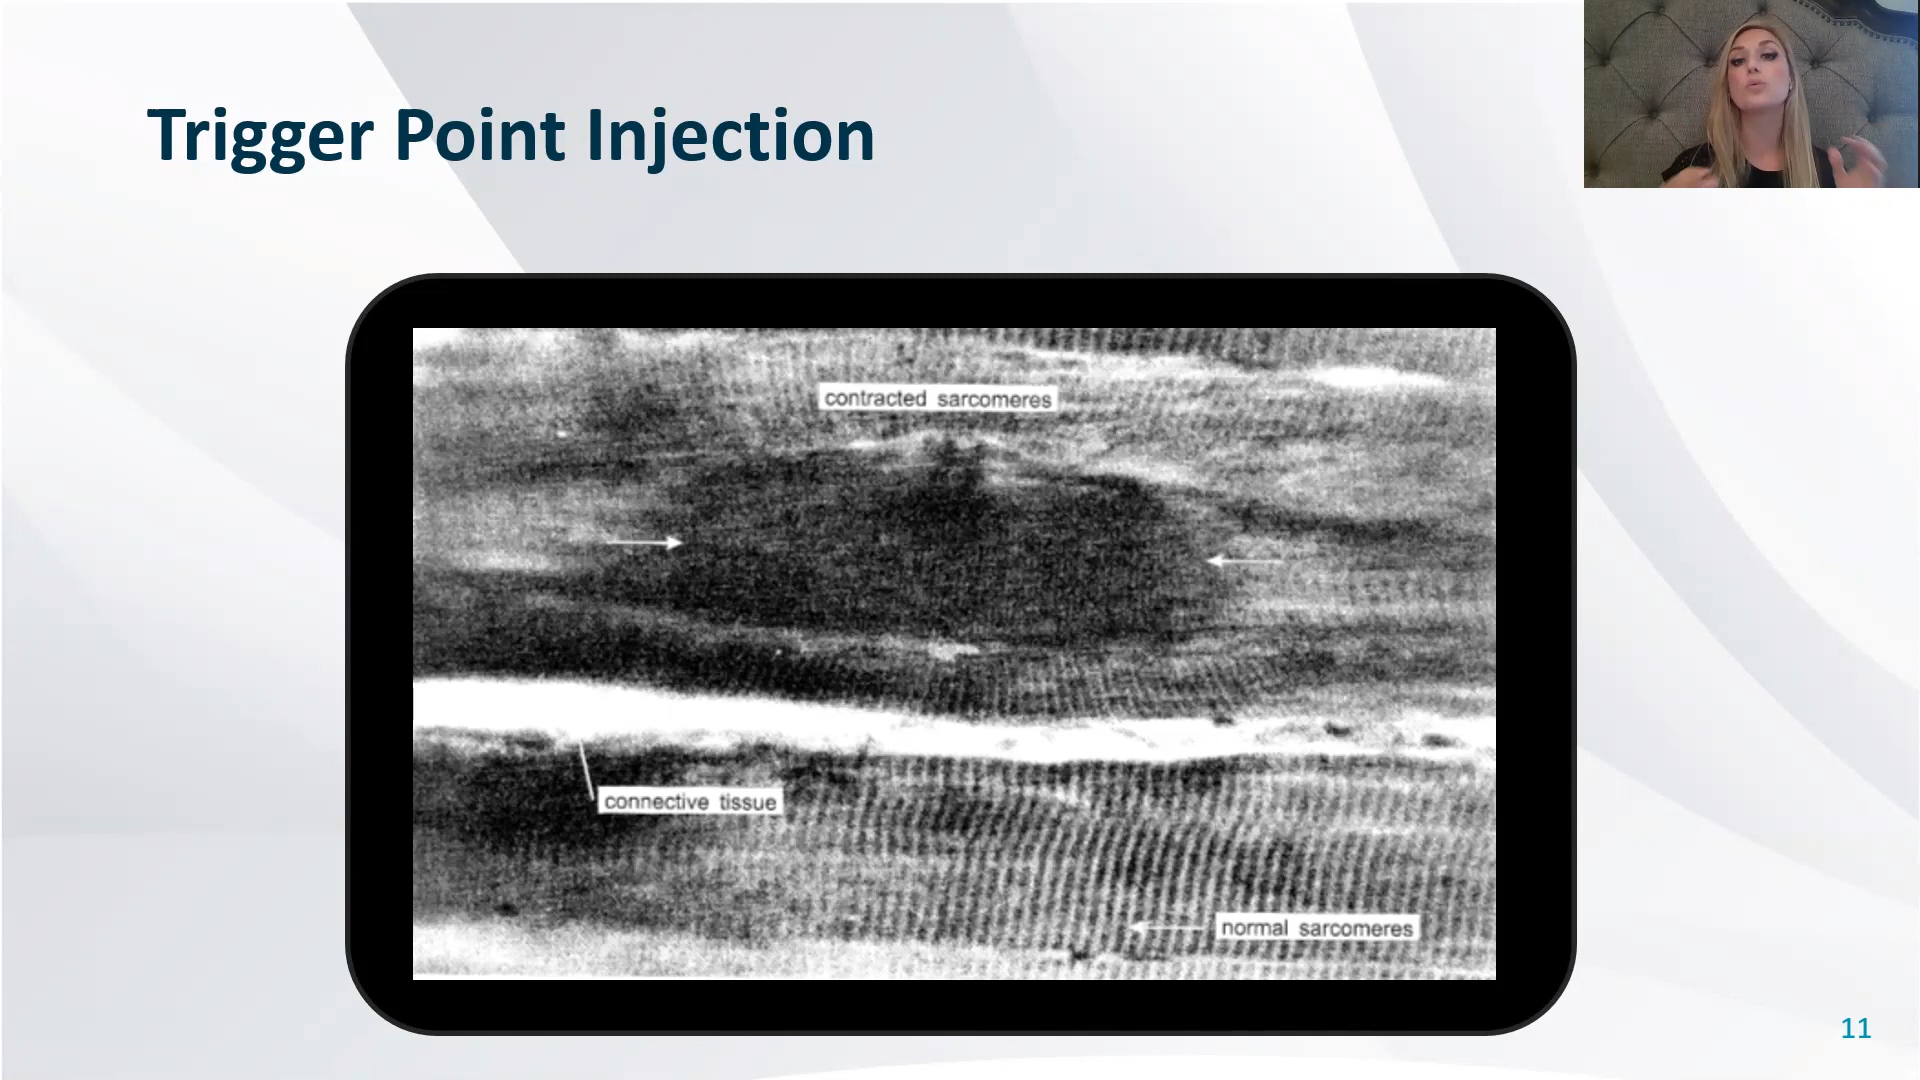 Trigger Point Injection
contracted sarcomeres
connective tissue
normal sarcomeres
11